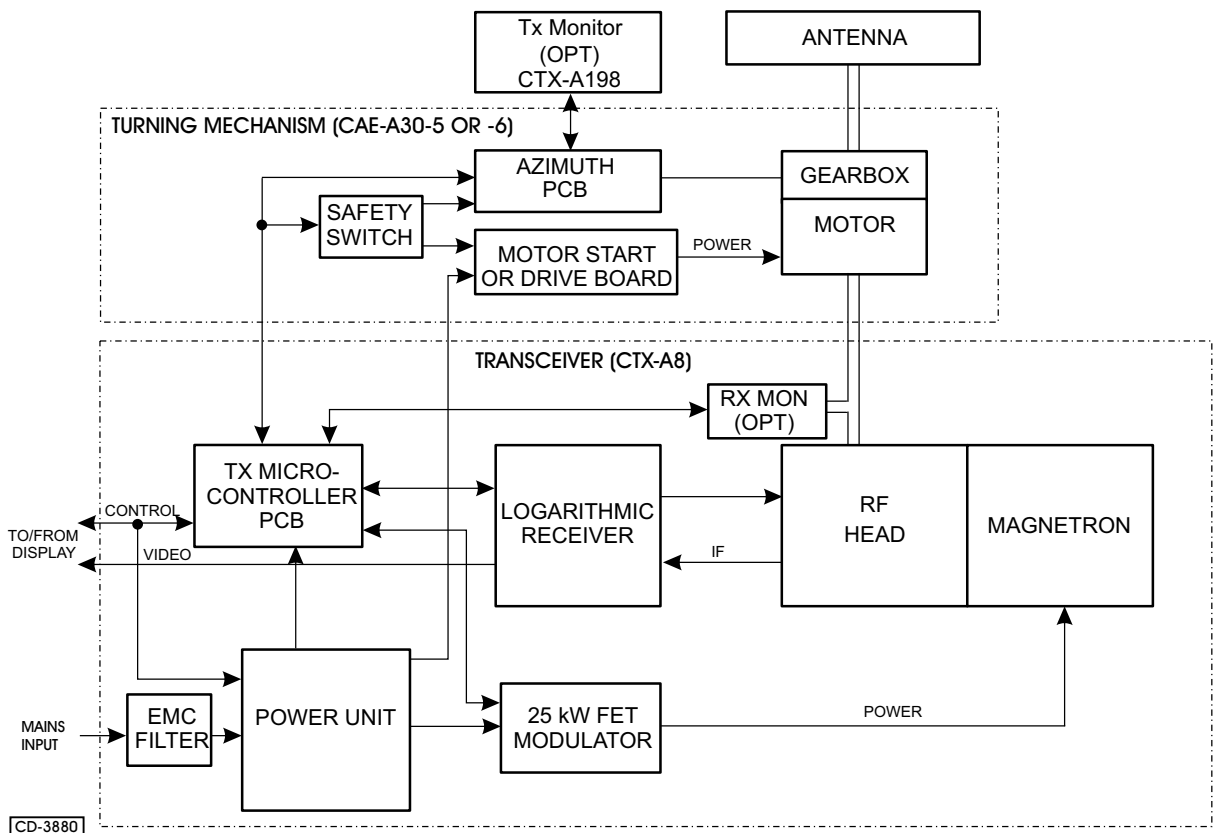 Tx Monitor
(OPT)
CTX-A198
ANTENNA
TURNING MECHANISM (CAE-A30-5 OR -6)
AZIMUTH
PCB
GEARBOX
MOTOR
SAFETY
SWITCH
MOTOR START
OR DRIVE BOARD
POWER
TRANSCEIVER (CTX-A8)
RX MON
(OPT)
TX MICRO-
CONTROLLER
PCB
LOGARITHMIC
RECEIVER
RF
HEAD
MAGNETRON
CONTROL
TO/FROM
DISPLAY
VIDEO
IF
POWER UNIT
EMC
FILTER
MAINS
INPUT
25 kW FET
MODULATOR
POWER
CD-3880